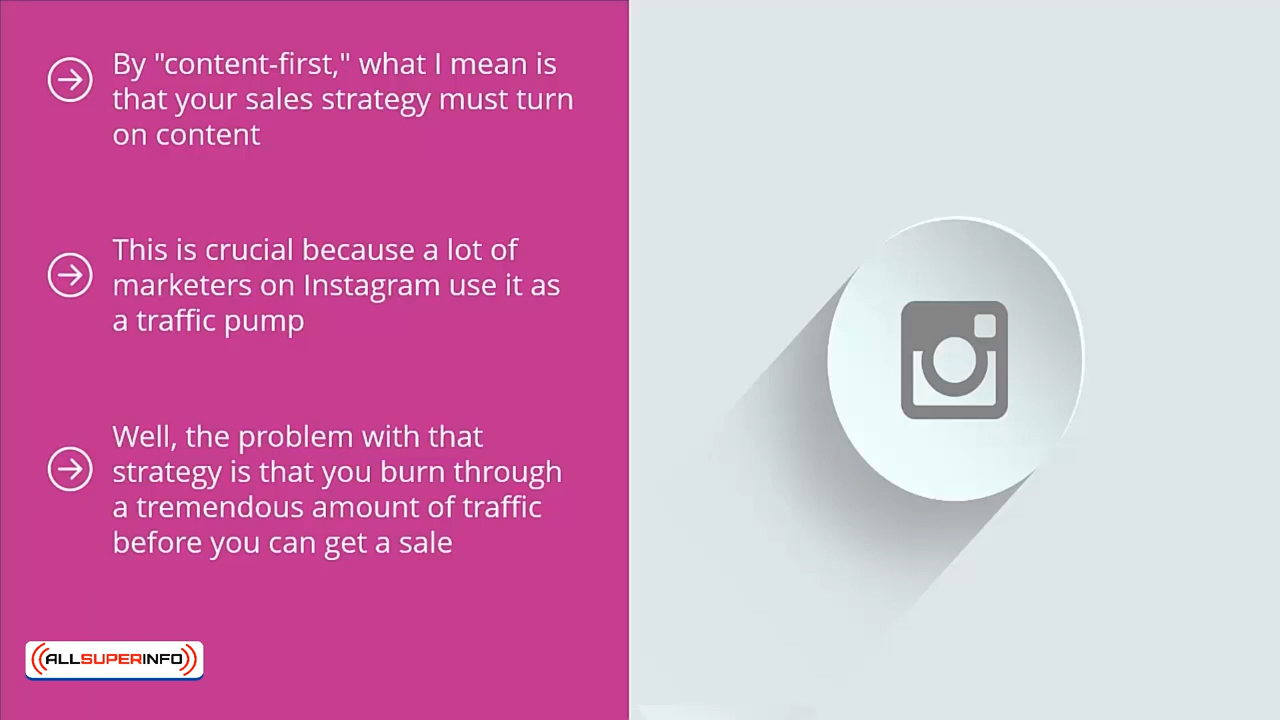 By "content-first," what I mean is
that your sales strategy must turn
on content
This is crucial because a lot of
marketers on Instagram use it as
a traffic pump
Well, the problem with that
strategy is that you burn through
a tremendous amount of traffic
before you can get a sale
ALLSUPERINFO